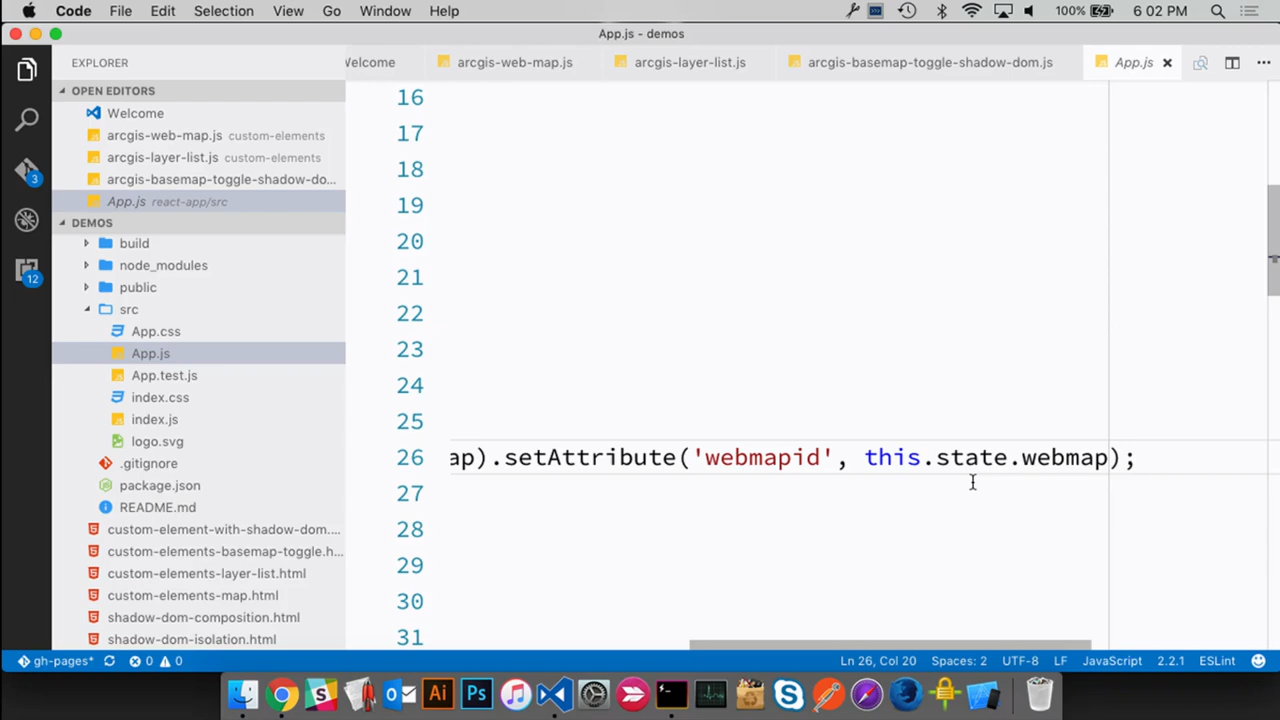 Code File Edit Selection View Go Window Help 100% 6:02 PM
App.js - demos
EXPLORER
Velcome arcgis-web-map.js arcgis-layer-list.js arcgis-basemap-toggle-shadow-dom.js App.js
OPEN EDITORS
Welcome
arcgis-web-map.js custom-elements
arcgis-layer-list.js custom-elements
arcgis-basemap-toggle-shadow-do...
App.js react-app/src
DEMOS
build
node_modules
public
src
App.css
App.js
App.test.js
index.css
index.js
logo.svg
.gitignore
package.json
README.md
custom-element-with-shadow-dom....
custom-elements-basemap-toggle.h...
custom-elements-layer-list.html
custom-elements-map.html
shadow-dom-composition.html
shadow-dom-isolation.html
3
12
16
17
18
19
20
21
22
23
24
25
26 ap).setAttribute('webmapid', this.state.webmap);
27
28
29
30
31
gh-pages* 0 0 Ln 26, Col 20 Spaces: 2 UTF-8 LF JavaScript 2.2.1 ESLint
Ai Ps